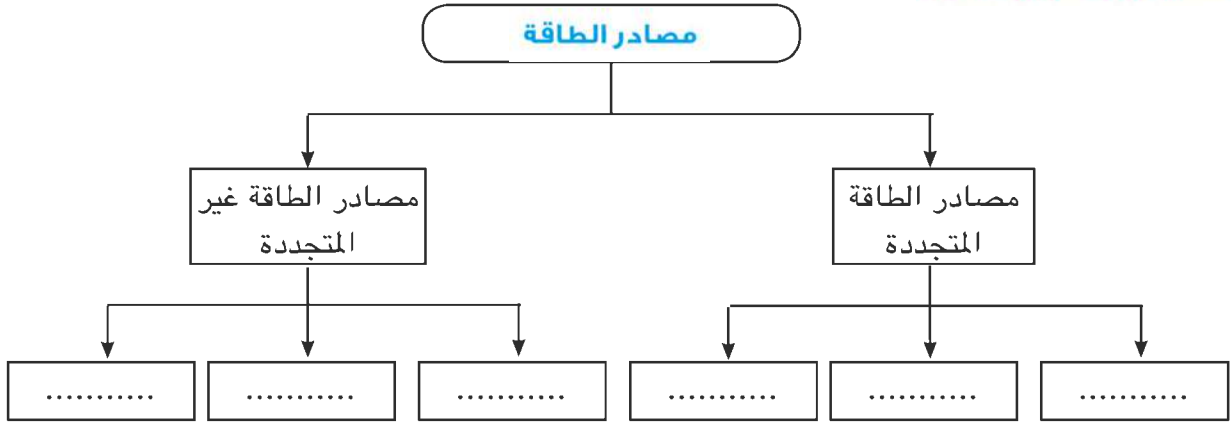 مصادر الطاقة
مصادر الطاقة
المتجددة
مصادر الطاقة غير
المتجددة
...........
...........
...........
...........
...........
...........